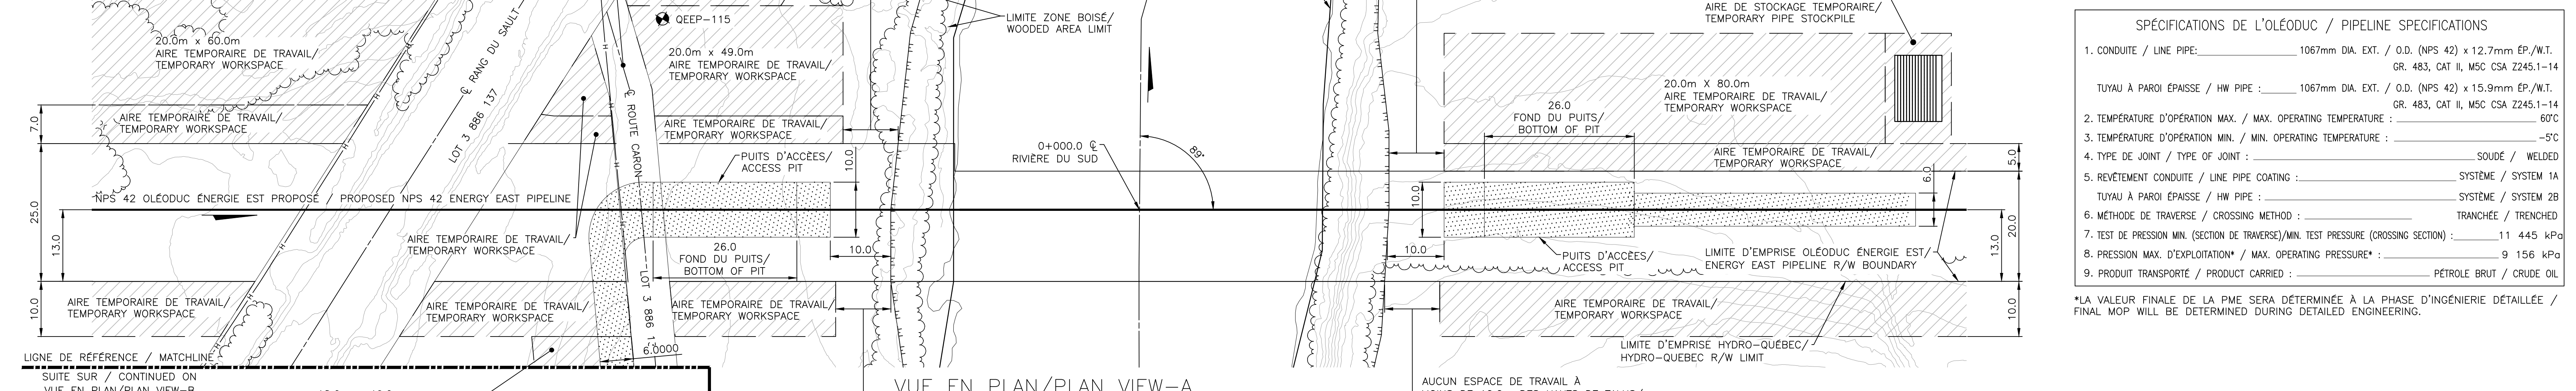 QEEP-115
LIMITE ZONE BOISÉ/
WOODED AREA LIMIT
AIRE DE STOCKAGE TEMPORAIRE/
TEMPORARY PIPE STOCKPILE
20.0m x 60.0m
AIRE TEMPORAIRE DE TRAVAIL/
TEMPORARY WORKSPACE
℄ RANG DU SAULT
LOT 3 886 137
20.0m x 49.0m
AIRE TEMPORAIRE DE TRAVAIL/
TEMPORARY WORKSPACE
℄ ROUTE CARON
20.0m X 80.0m
AIRE TEMPORAIRE DE TRAVAIL/
TEMPORARY WORKSPACE
7.0
AIRE TEMPORAIRE DE TRAVAIL/
TEMPORARY WORKSPACE
AIRE TEMPORAIRE DE TRAVAIL/
TEMPORARY WORKSPACE
26.0
FOND DU PUITS/
BOTTOM OF PIT
0+000.0 ℄
RIVIÈRE DU SUD
89°
PUITS D'ACCÈES/
ACCESS PIT
10.0
AIRE TEMPORAIRE DE TRAVAIL/
TEMPORARY WORKSPACE
5.0
6.0
NPS 42 OLÉODUC ÉNERGIE EST PROPOSÉ / PROPOSED NPS 42 ENERGY EAST PIPELINE
25.0
13.0
AIRE TEMPORAIRE DE TRAVAIL/
TEMPORARY WORKSPACE
26.0
FOND DU PUITS/
BOTTOM OF PIT
10.0
10.0
10.0
PUITS D'ACCÈES/
ACCESS PIT
LIMITE D'EMPRISE OLÉODUC ÉNERGIE EST/
ENERGY EAST PIPELINE R/W BOUNDARY
13.0
20.0
10.0
AIRE TEMPORAIRE DE TRAVAIL/
TEMPORARY WORKSPACE
AIRE TEMPORAIRE DE TRAVAIL/
TEMPORARY WORKSPACE
LOT 3 886 1
AIRE TEMPORAIRE DE TRAVAIL/
TEMPORARY WORKSPACE
AIRE TEMPORAIRE DE TRAVAIL/
TEMPORARY WORKSPACE
10.0
6.0000
LIMITE D'EMPRISE HYDRO-QUÉBEC/
HYDRO-QUEBEC R/W LIMIT
LIGNE DE RÉFÉRENCE / MATCHLINE
SUITE SUR / CONTINUED ON
VUE EN PLAN/PLAN VIEW-B
VUE EN PLAN/PLAN VIEW-A
AUCUN ESPACE DE TRAVAIL À
SPÉCIFICATIONS DE L'OLÉODUC / PIPELINE SPECIFICATIONS
1. CONDUITE / LINE PIPE: 1067mm DIA. EXT. / O.D. (NPS 42) x 12.7mm ÉP./W.T.
GR. 483, CAT II, M5C CSA Z245.1-14
TUYAU À PAROI ÉPAISSE / HW PIPE : 1067mm DIA. EXT. / O.D. (NPS 42) x 15.9mm ÉP./W.T.
GR. 483, CAT II, M5C CSA Z245.1-14
2. TEMPÉRATURE D'OPÉRATION MAX. / MAX. OPERATING TEMPERATURE : 60°C
3. TEMPÉRATURE D'OPÉRATION MIN. / MIN. OPERATING TEMPERATURE : -5°C
4. TYPE DE JOINT / TYPE OF JOINT : SOUDÉ / WELDED
5. REVÊTEMENT CONDUITE / LINE PIPE COATING : SYSTÈME / SYSTEM 1A
TUYAU À PAROI ÉPAISSE / HW PIPE : SYSTÈME / SYSTEM 2B
6. MÉTHODE DE TRAVERSE / CROSSING METHOD : TRANCHÉE / TRENCHED
7. TEST DE PRESSION MIN. (SECTION DE TRAVERSE)/MIN. TEST PRESSURE (CROSSING SECTION) : 11 445 kPa
8. PRESSION MAX. D'EXPLOITATION* / MAX. OPERATING PRESSURE* : 9 156 kPa
9. PRODUIT TRANSPORTÉ / PRODUCT CARRIED : PÉTROLE BRUT / CRUDE OIL
*LA VALEUR FINALE DE LA PME SERA DÉTERMINÉE À LA PHASE D'INGÉNIERIE DÉTAILLÉE /
FINAL MOP WILL BE DETERMINED DURING DETAILED ENGINEERING.